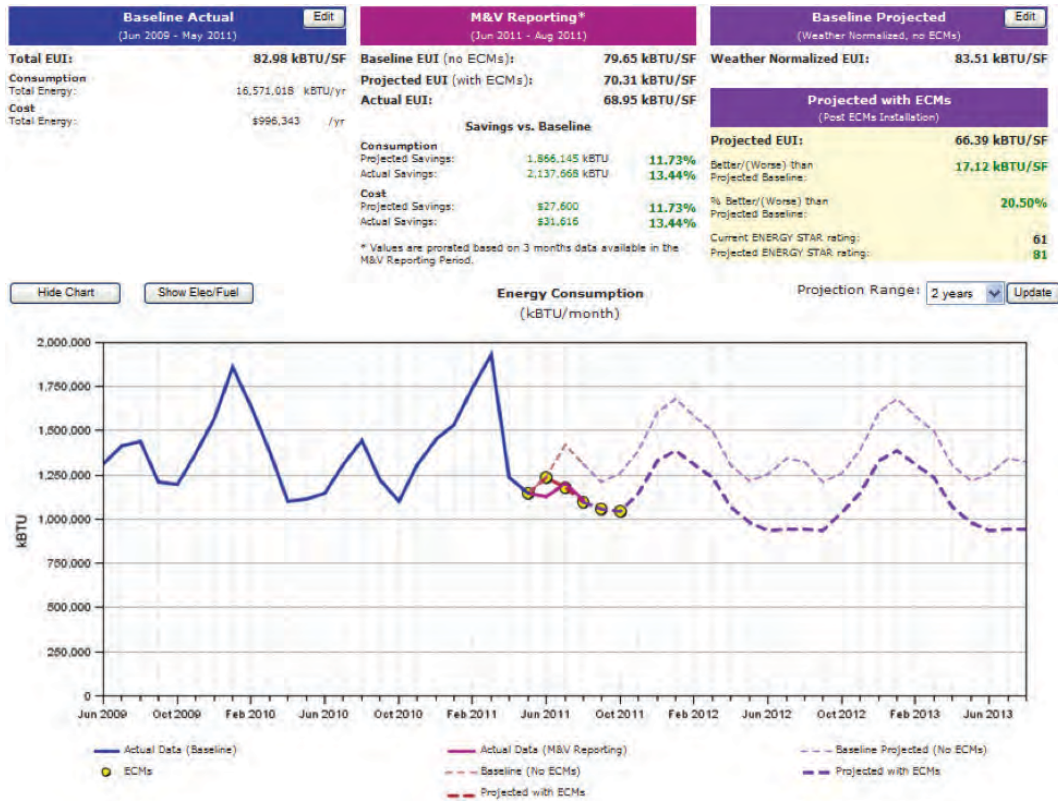 Baseline Actual
Edit
(Jun 2009 - May 2011)
Total EUI: 82.98 kBTU/SF
Consumption
Total Energy: 16,571,018 kBTU/yr
Cost
Total Energy: $996,343 /yr
M&V Reporting*
(Jun 2011 - Aug 2011)
Baseline EUI (no ECMs): 79.65 kBTU/SF
Projected EUI (with ECMs): 70.31 kBTU/SF
Actual EUI: 68.95 kBTU/SF
Savings vs. Baseline
Consumption
Projected Savings: 1,866,145 kBTU 11.73%
Actual Savings: 2,137,668 kBTU 13.44%
Cost
Projected Savings: $27,600 11.73%
Actual Savings: $31,616 13.44%
* Values are prorated based on 3 months data available in the
M&V Reporting Period.
Baseline Projected
Edit
(Weather Normalized, no ECMs)
Weather Normalized EUI: 83.51 kBTU/SF
Projected with ECMs
(Post ECMs Installation)
Projected EUI: 66.39 kBTU/SF
Better/(Worse) than 17.12 kBTU/SF
Projected Baseline:
% Better/(Worse) than 20.50%
Projected Baseline:
Current ENERGY STAR rating: 61
Projected ENERGY STAR rating: 81
Hide Chart
Show Elec/Fuel
Energy Consumption
(kBTU/month)
Projection Range: 2 years Update
kBTU
2,000,000
1,750,000
1,500,000
1,250,000
1,000,000
750,000
500,000
250,000
0
Jun 2009 Oct 2009 Feb 2010 Jun 2010 Oct 2010 Feb 2011 Jun 2011 Oct 2011 Feb 2012 Jun 2012 Oct 2012 Feb 2013 Jun 2013
Actual Data (Baseline)
Actual Data (M&V Reporting)
Baseline Projected (No ECMs)
ECMs
Baseline (No ECMs)
Projected with ECMs
Projected with ECMs